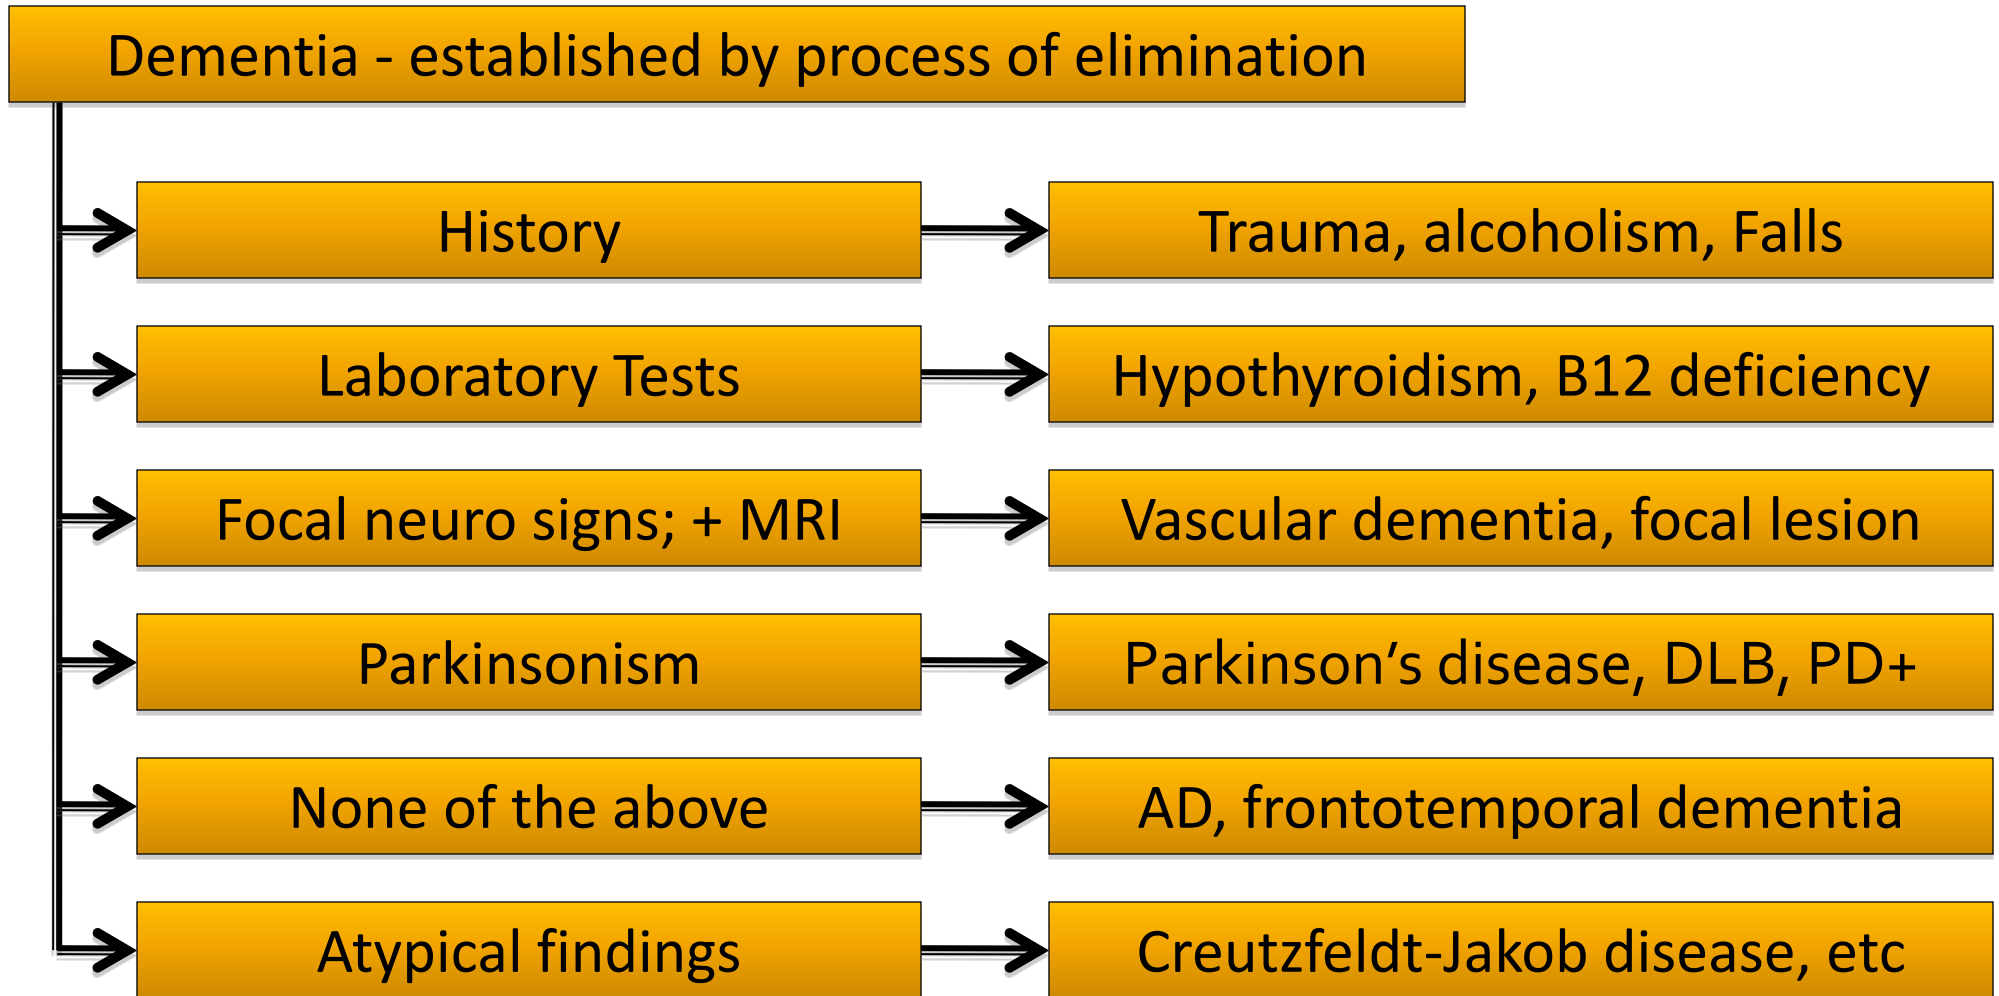 Dementia - established by process of elimination
History
Trauma, alcoholism, Falls
Laboratory Tests
Hypothyroidism, B12 deficiency
Focal neuro signs; + MRI
Vascular dementia, focal lesion
Parkinsonism
Parkinson’s disease, DLB, PD+
None of the above
AD, frontotemporal dementia
Atypical findings
Creutzfeldt-Jakob disease, etc